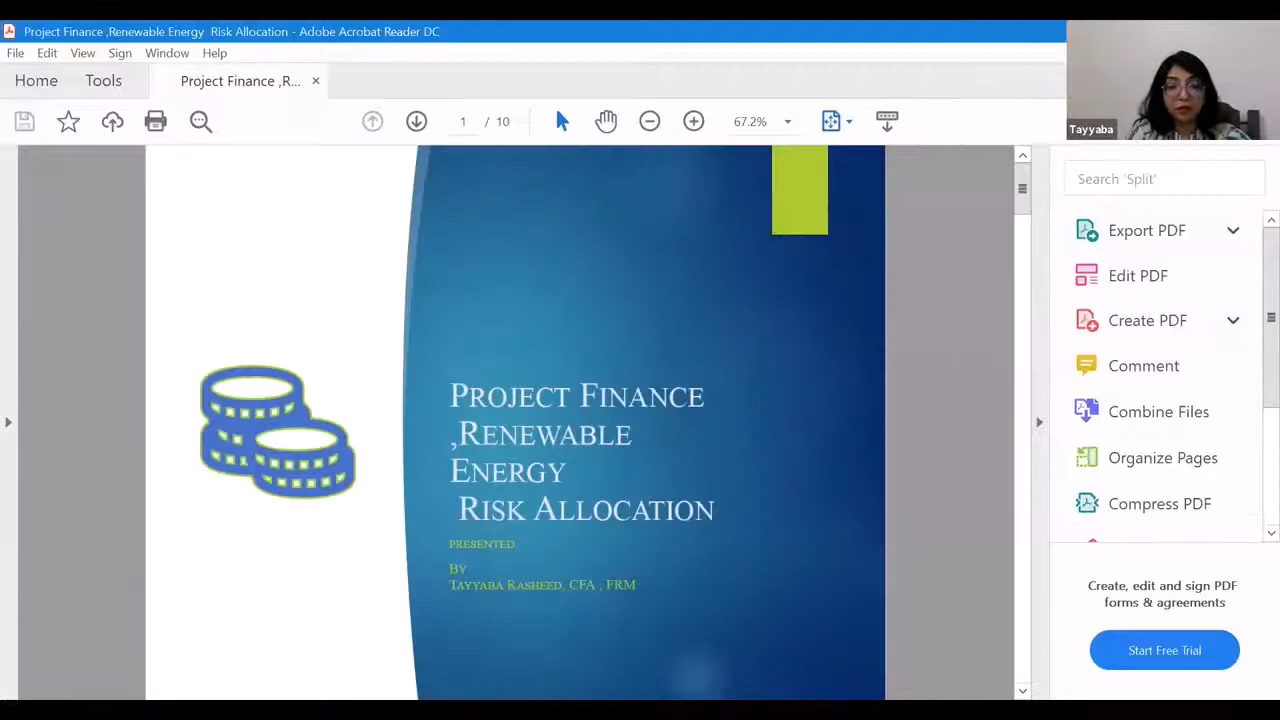 Project Finance ,Renewable Energy  Risk Allocation - Adobe Acrobat Reader DC
File Edit View Sign Window Help
Home Tools Project Finance ,R... ×
1 / 10 67.2%
Tayyaba
PROJECT FINANCE
,RENEWABLE
ENERGY
RISK ALLOCATION
PRESENTED
BY
TAYYABA RASHEED, CFA , FRM
Search 'Split'
Export PDF
Edit PDF
Create PDF
Comment
Combine Files
Organize Pages
Compress PDF
Create, edit and sign PDF
forms & agreements
Start Free Trial